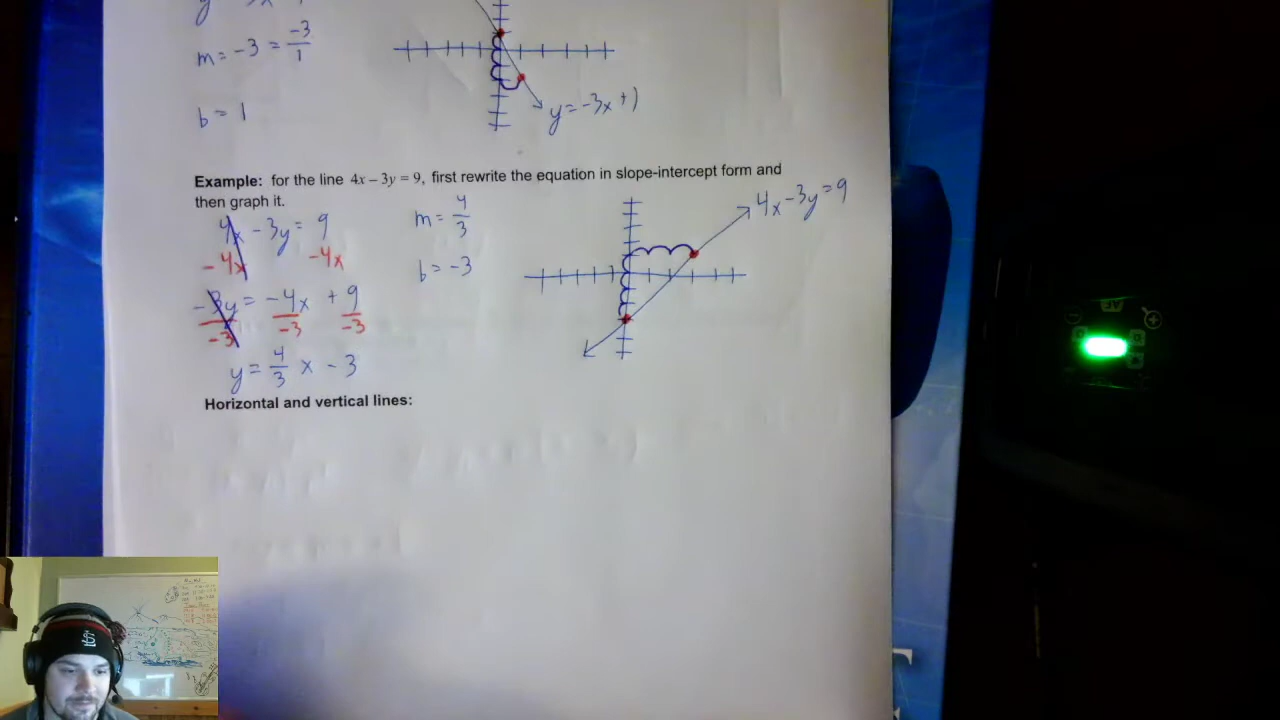 m = -3 = -3/1
b = 1
y = -3x + 1
Example: for the line 4x – 3y = 9, first rewrite the equation in slope-intercept form and
then graph it.
4x - 3y = 9
-4x -4x
-3y = -4x + 9
-3 -3 -3
y = 4/3 x - 3
m = 4/3
b = -3
4x - 3y = 9
Horizontal and vertical lines: